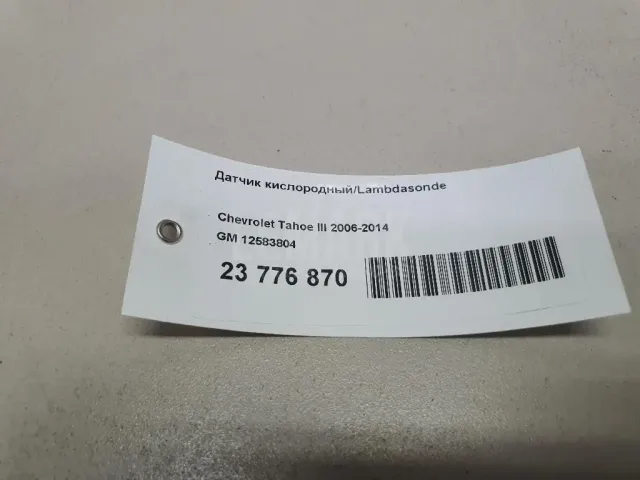 Датчик кислородный/Lambdasonde
Chevrolet Tahoe III 2006-2014
GM 12583804
23 776 870